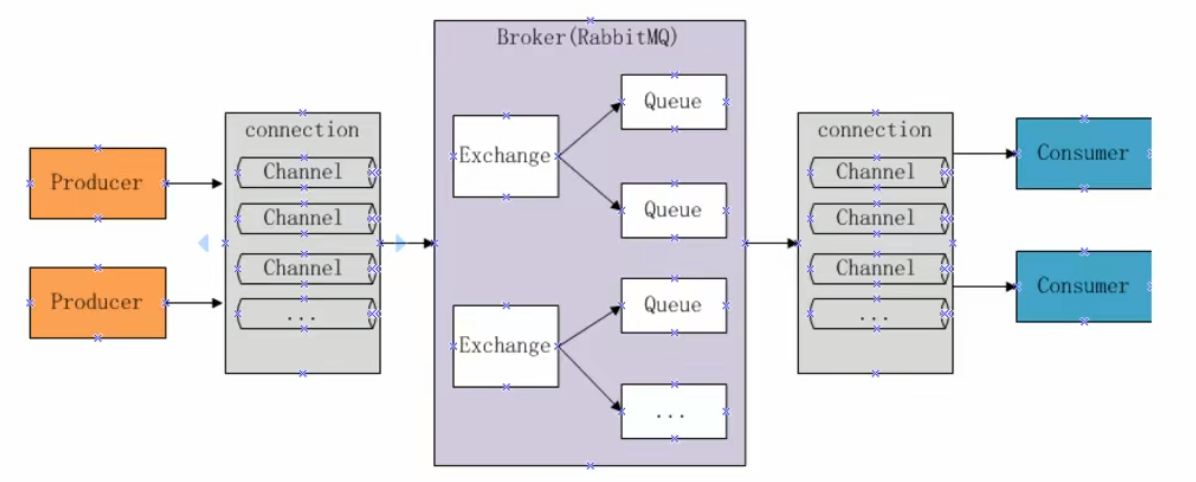 Producer
Producer
connection
Channel
Channel
Channel
...
Broker(RabbitMQ)
Exchange
Queue
Queue
Exchange
Queue
...
connection
Channel
Channel
Channel
...
Consumer
Consumer